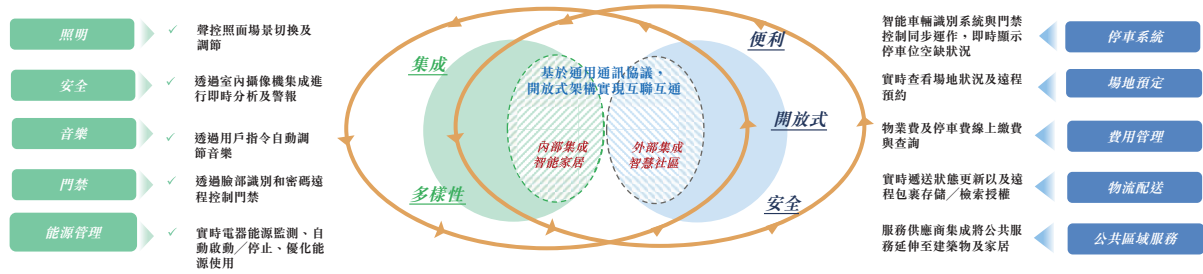 照明
聲控照面場景切換及
調節
安全
透過室內攝像機集成進
行即時分析及警報
音樂
透過用戶指令自動調
節音樂
門禁
透過臉部識別和密碼遠
程控制門禁
能源管理
實時電器能源監測、自
動啟動／停止、優化能
源使用
集成
多樣性
基於通用通訊協議，
開放式架構實現互聯互通
內部集成
智能家居
外部集成
智慧社區
便利
開放式
安全
智能車輛識別系統與門禁
控制同步運作，即時顯示
停車位空缺狀況
停車系統
實時查看場地狀況及遠程
預約
場地預定
物業費及停車費線上繳費
與查詢
費用管理
實時遞送狀態更新以及遠
程包裹存儲／檢索授權
物流配送
服務供應商集成將公共服
務延伸至建築物及家居
公共區域服務